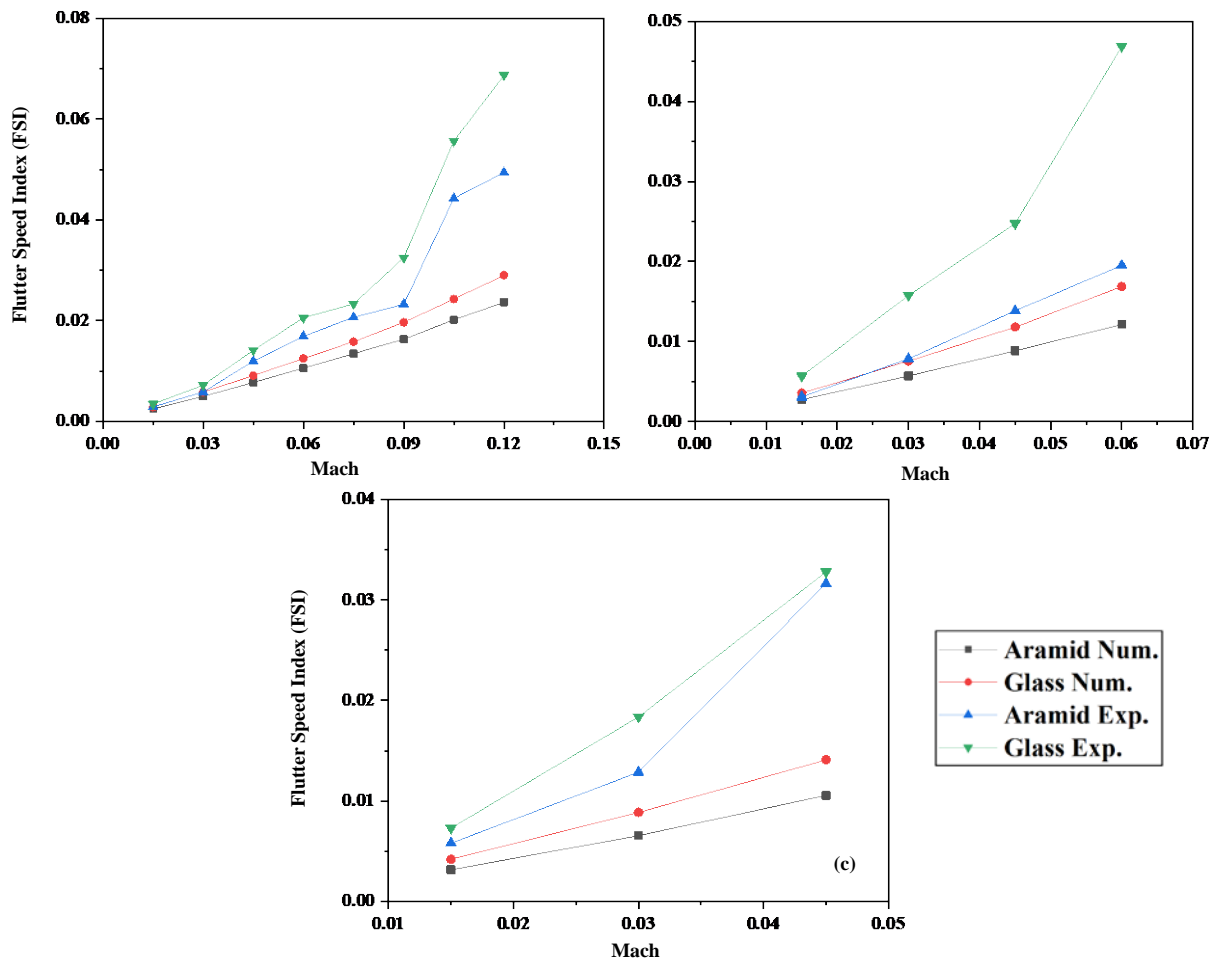 0.08
0.06
0.04
0.02
0.00
Flutter Speed Index (FSI)
0.00 0.03 0.06 0.09 0.12 0.15
Mach
0.05
0.04
0.03
0.02
0.01
0.00
0.00 0.01 0.02 0.03 0.04 0.05 0.06 0.07
Mach
0.04
0.03
0.02
0.01
0.00
Flutter Speed Index (FSI)
(c)
0.01 0.02 0.03 0.04 0.05
Mach
Aramid Num.
Glass Num.
Aramid Exp.
Glass Exp.